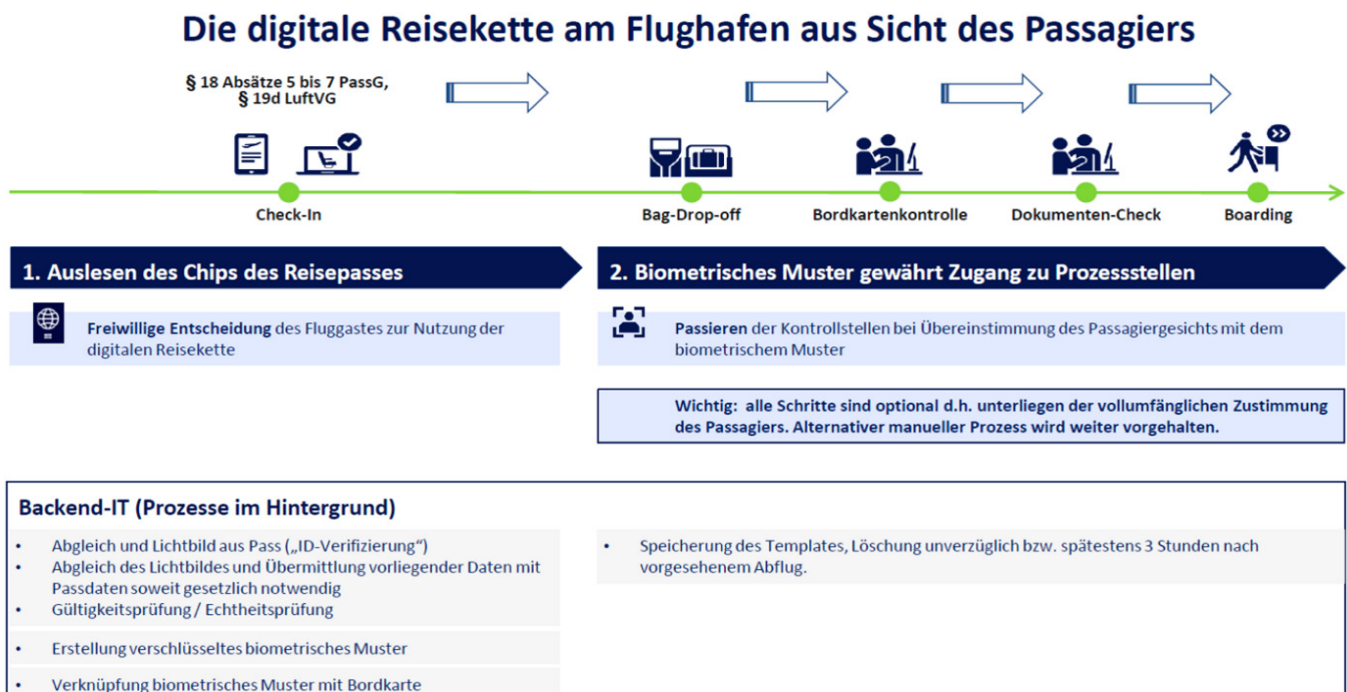 Die digitale Reisekette am Flughafen aus Sicht des Passagiers
§ 18 Absätze 5 bis 7 PassG,
§ 19d LuftVG
Check-In
Bag-Drop-off
Bordkartenkontrolle
Dokumenten-Check
Boarding
1. Auslesen des Chips des Reisepasses
Freiwillige Entscheidung des Fluggastes zur Nutzung der
digitalen Reisekette
2. Biometrisches Muster gewährt Zugang zu Prozessstellen
Passieren der Kontrollstellen bei Übereinstimmung des Passagiergesichts mit dem
biometrischem Muster
Wichtig: alle Schritte sind optional d.h. unterliegen der vollumfänglichen Zustimmung
des Passagiers. Alternativer manueller Prozess wird weiter vorgehalten.
Backend-IT (Prozesse im Hintergrund)
• Abgleich und Lichtbild aus Pass („ID-Verifizierung“)
• Abgleich des Lichtbildes und Übermittlung vorliegender Daten mit
Passdaten soweit gesetzlich notwendig
• Gültigkeitsprüfung / Echtheitsprüfung
• Erstellung verschlüsseltes biometrisches Muster
• Verknüpfung biometrisches Muster mit Bordkarte
• Speicherung des Templates, Löschung unverzüglich bzw. spätestens 3 Stunden nach
vorgesehenem Abflug.